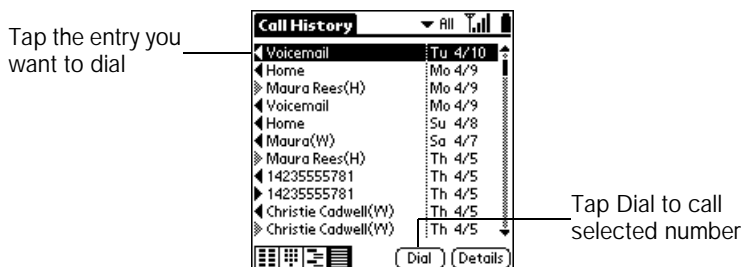 Call History All
Tap the entry you
want to dial
Voicemail Tu 4/10
Home Mo 4/9
Maura Rees(H) Mo 4/9
Voicemail Mo 4/9
Home Su 4/8
Maura(W) Sa 4/7
Maura Rees(H) Th 4/5
14235555781 Th 4/5
14235555781 Th 4/5
Christie Cadwell(W) Th 4/5
Christie Cadwell(W) Th 4/5
Tap Dial to call
selected number
Dial Details